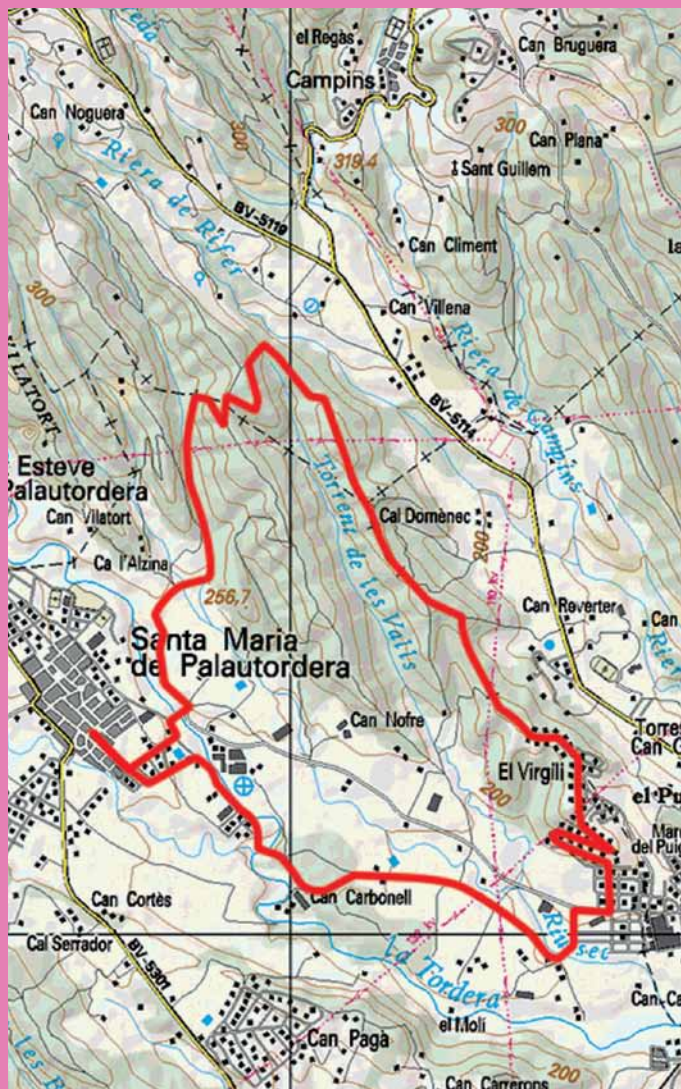 el Regàs
Can Bruguera
Campins
Can Noguera
300
300
Can Plana
319,4
Riera de Rifer
Sant Guillem
BV-5119
Can Climent
300
Can Villena
Riera de Campins
BV-5114
Esteve
Palautordera
Can Vilatort
Torrent de les Valls
Cal Domènec
200
Ca l'Alzina
256,7
Can Reverter
Santa Maria
de Palautordera
Can Nofre
El Virgili
200
Can Cortès
Can Carbonell
Cal Serrador
BV-5301
Riu sec
La Tordera
el Molí
Can Pagà
200
Can Carrerons